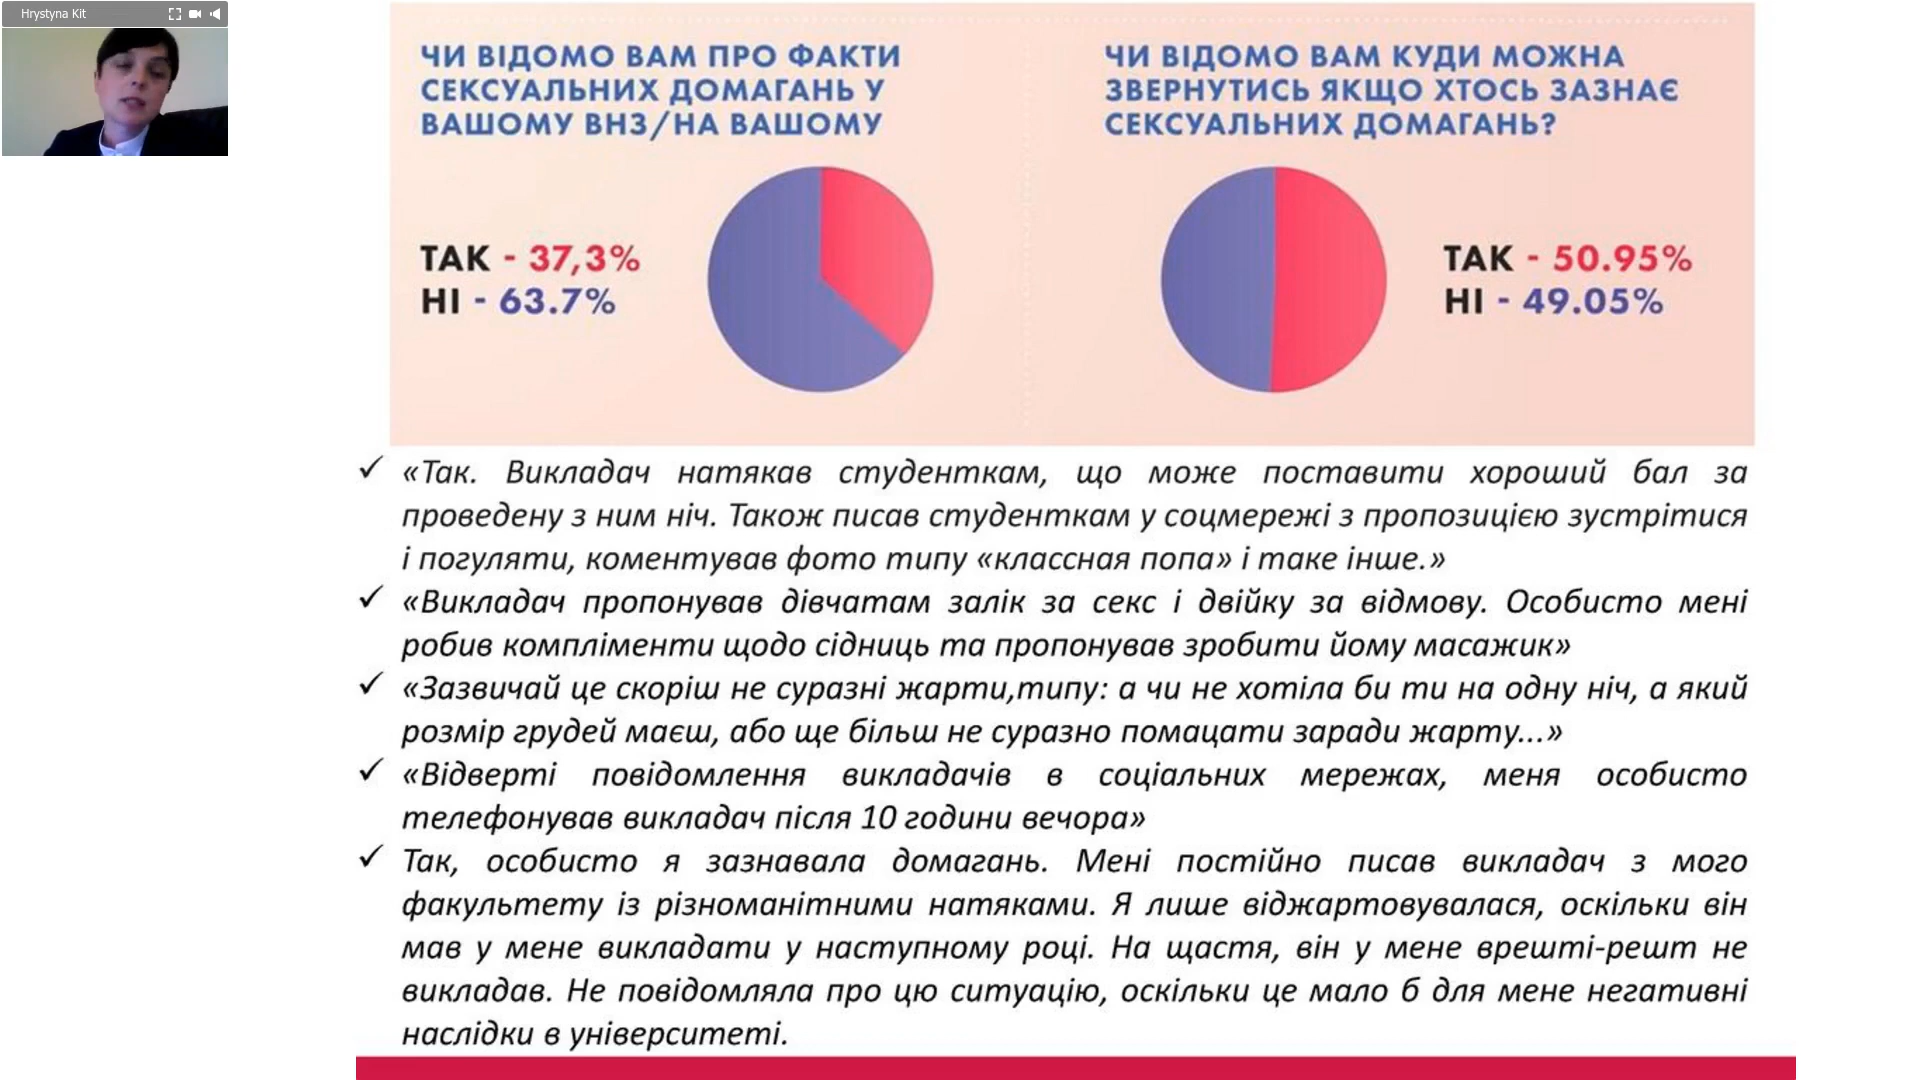 Hrystyna Kit
ЧИ ВІДОМО ВАМ ПРО ФАКТИ
СЕКСУАЛЬНИХ ДОМАГАНЬ У
ВАШОМУ ВНЗ/НА ВАШОМУ
ТАК - 37,3%
НІ - 63.7%
ЧИ ВІДОМО ВАМ КУДИ МОЖНА
ЗВЕРНУТИСЬ ЯКЩО ХТОСЬ ЗАЗНАЄ
СЕКСУАЛЬНИХ ДОМАГАНЬ?
ТАК - 50.95%
НІ - 49.05%
✓ «Так. Викладач натякав студенткам, що може поставити хороший бал за
проведену з ним ніч. Також писав студенткам у соцмережі з пропозицією зустрітися
і погуляти, коментував фото типу «классная попа» і таке інше.»
✓ «Викладач пропонував дівчатам залік за секс і двійку за відмову. Особисто мені
робив компліменти щодо сідниць та пропонував зробити йому масажик»
✓ «Зазвичай це скоріш не суразні жарти,типу: а чи не хотіла би ти на одну ніч, а який
розмір грудей маєш, або ще більш не суразно помацати заради жарту...»
✓ «Відверті повідомлення викладачів в соціальних мережах, меня особисто
телефонував викладач після 10 години вечора»
✓ Так, особисто я зазнавала домагань. Мені постійно писав викладач з мого
факультету із різноманітними натяками. Я лише віджартовувалася, оскільки він
мав у мене викладати у наступному році. На щастя, він у мене врешті-решт не
викладав. Не повідомляла про цю ситуацію, оскільки це мало б для мене негативні
наслідки в університеті.